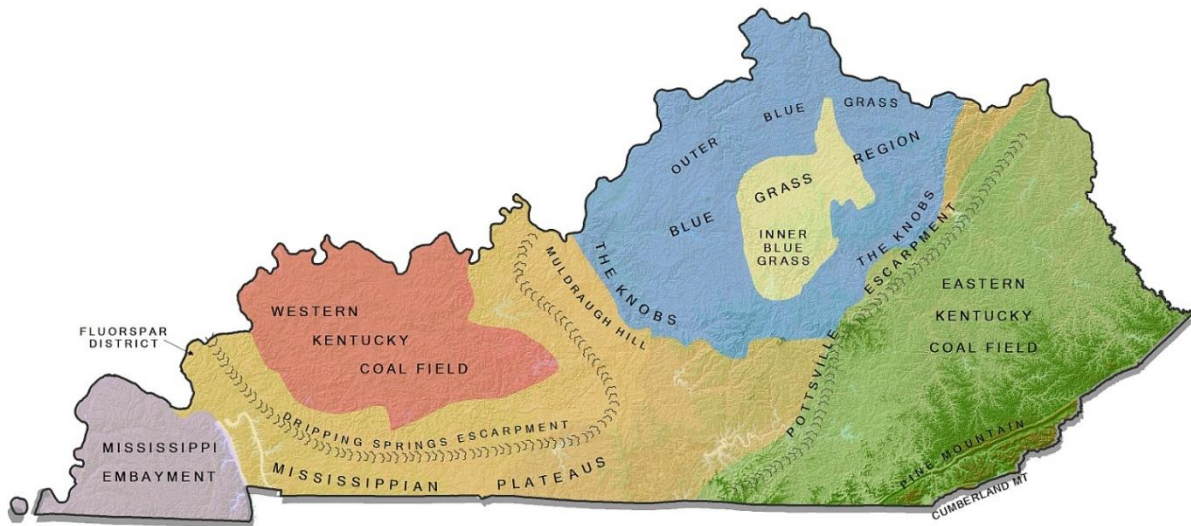 OUTER BLUE GRASS REGION
BLUE GRASS
INNER
BLUE
GRASS
THE KNOBS
THE KNOBS
MULDRAUGH HILL
POTTSVILLE ESCARPMENT
EASTERN
KENTUCKY
COAL FIELD
WESTERN
KENTUCKY
COAL FIELD
FLUORSPAR
DISTRICT
DRIPPING SPRINGS ESCARPMENT
MISSISSIPPI
EMBAYMENT
MISSISSIPPIAN PLATEAUS
PINE MOUNTAIN
CUMBERLAND MT